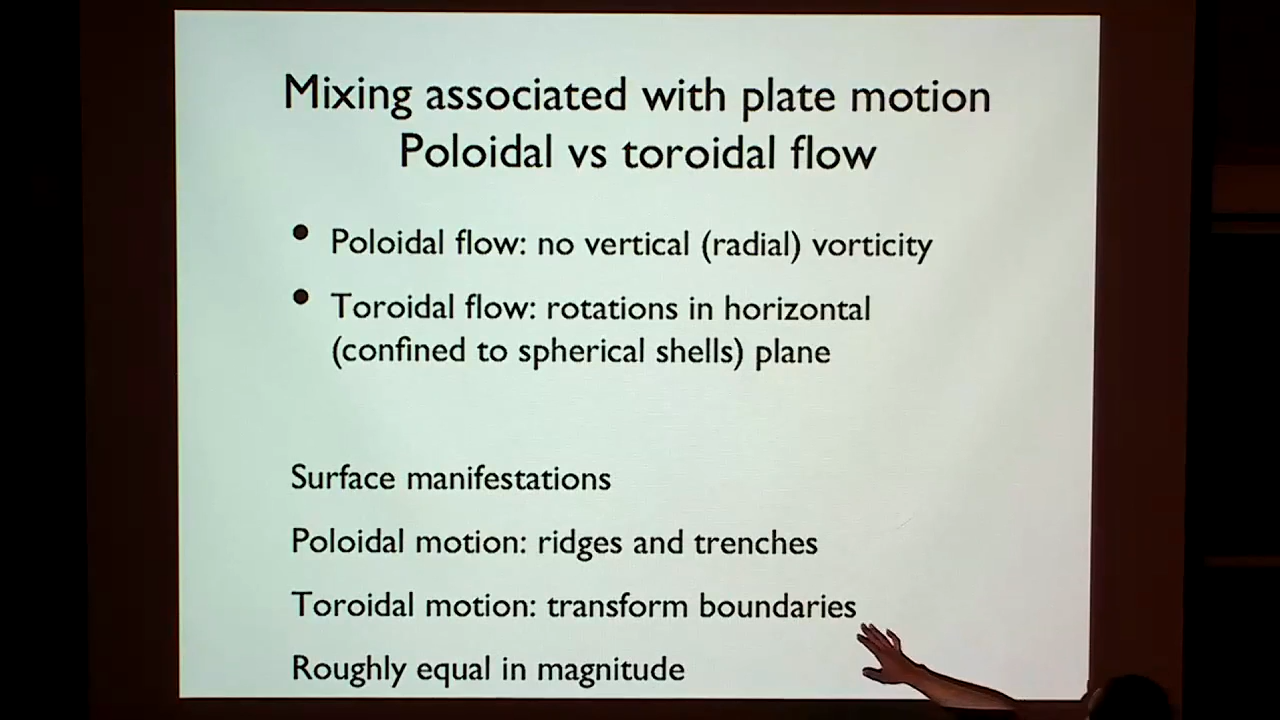 Mixing associated with plate motion
Poloidal vs toroidal flow
• Poloidal flow: no vertical (radial) vorticity
• Toroidal flow: rotations in horizontal
(confined to spherical shells) plane
Surface manifestations
Poloidal motion: ridges and trenches
Toroidal motion: transform boundaries
Roughly equal in magnitude